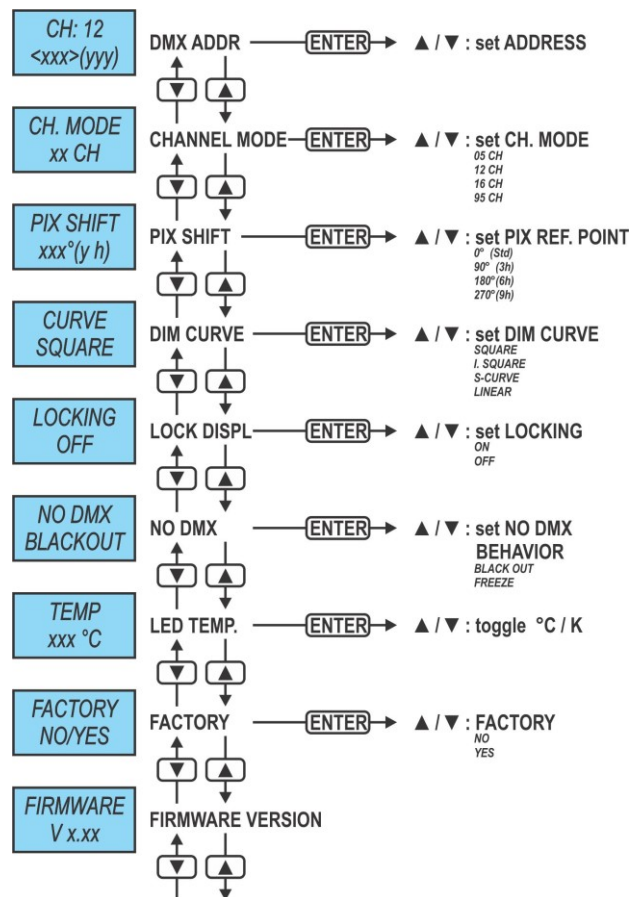 CH: 12
<xxx>(yyy)
DMX ADDR
ENTER
▲ / ▼ : set ADDRESS
CH. MODE
xx CH
CHANNEL MODE
ENTER
▲ / ▼ : set CH. MODE
05 CH
12 CH
16 CH
95 CH
PIX SHIFT
xxx°(y h)
PIX SHIFT
ENTER
▲ / ▼ : set PIX REF. POINT
0° (Std)
90° (3h)
180°(6h)
270°(9h)
CURVE
SQUARE
DIM CURVE
ENTER
▲ / ▼ : set DIM CURVE
SQUARE
I. SQUARE
S-CURVE
LINEAR
LOCKING
OFF
LOCK DISPL
ENTER
▲ / ▼ : set LOCKING
ON
OFF
NO DMX
BLACKOUT
NO DMX
ENTER
▲ / ▼ : set NO DMX
BEHAVIOR
BLACK OUT
FREEZE
TEMP
xxx °C
LED TEMP.
ENTER
▲ / ▼ : toggle °C / K
FACTORY
NO/YES
FACTORY
ENTER
▲ / ▼ : FACTORY
NO
YES
FIRMWARE
V x.xx
FIRMWARE VERSION